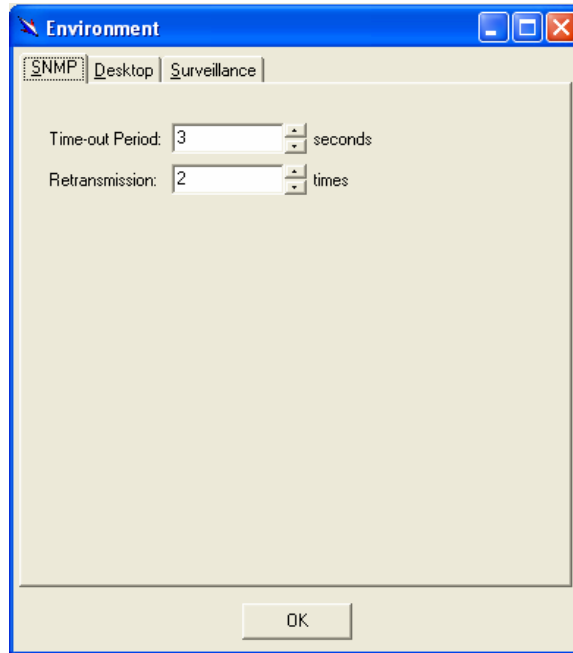 Environment
SNMP Desktop Surveillance
Time-out Period: 3 seconds
Retransmission: 2 times
OK